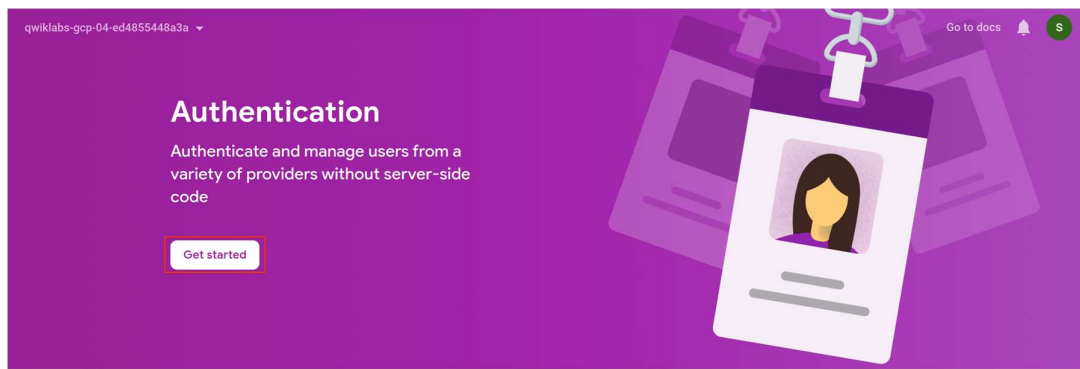 qwiklabs-gcp-04-ed4855448a3a
Go to docs
S
Authentication
Authenticate and manage users from a
variety of providers without server-side
code
Get started